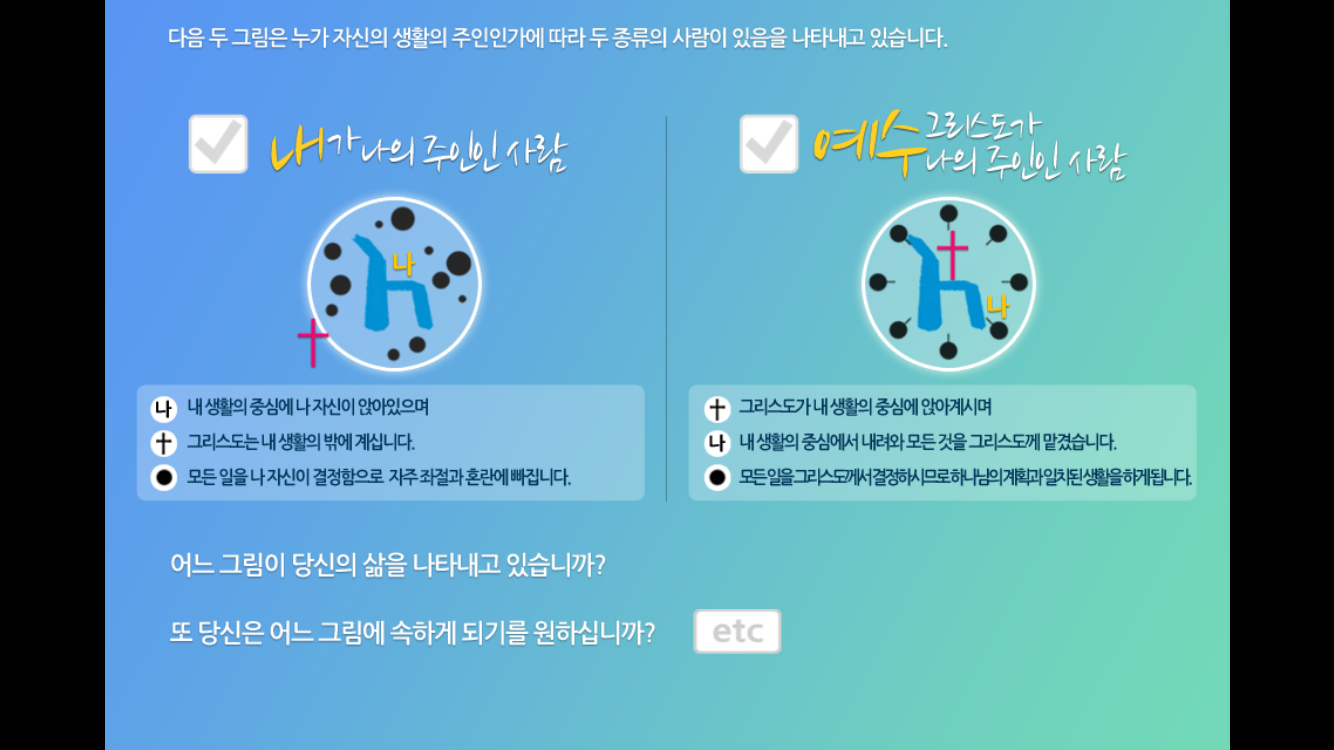 다음 두 그림은 누가 자신의 생활의 주인인가에 따라 두 종류의 사람이 있음을 나타내고 있습니다.
내가 나의 주인인 사람
나
나 내 생활의 중심에 나 자신이 앉아있으며
그리스도는 내 생활의 밖에 계십니다.
모든 일을 나 자신이 결정함으로 자주 좌절과 혼란에 빠집니다.
예수 그리스도가
나의 주인인 사람
나
그리스도가 내 생활의 중심에 앉아계시며
나 내 생활의 중심에서 내려와 모든 것을 그리스도께 맡겼습니다.
모든 일을 그리스도께서 결정하시므로 하나님의 계획과 일치된 생활을 하게 됩니다.
어느 그림이 당신의 삶을 나타내고 있습니까?
또 당신은 어느 그림에 속하게 되기를 원하십니까? etc